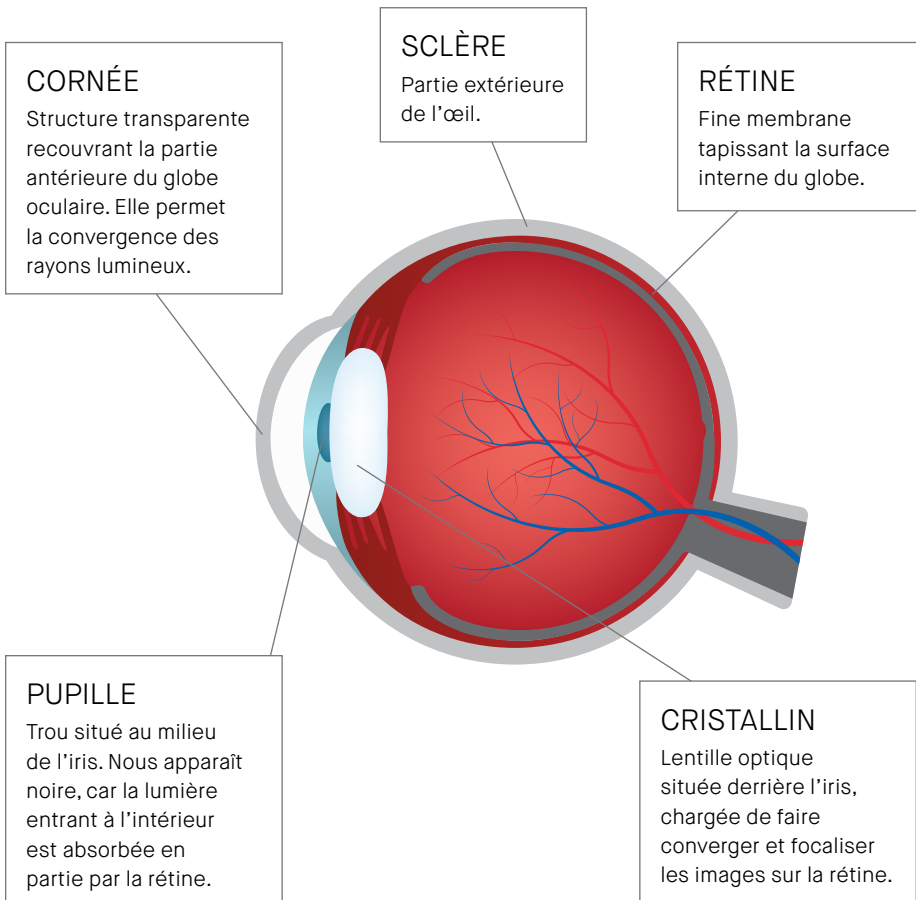 CORNÉE
Structure transparente
recouvrant la partie
antérieure du globe
oculaire. Elle permet
la convergence des
rayons lumineux.
SCLÈRE
Partie extérieure
de l’œil.
RÉTINE
Fine membrane
tapissant la surface
interne du globe.
PUPILLE
Trou situé au milieu
de l’iris. Nous apparaît
noire, car la lumière
entrant à l’intérieur
est absorbée en
partie par la rétine.
CRISTALLIN
Lentille optique
située derrière l’iris,
chargée de faire
converger et focaliser
les images sur la rétine.